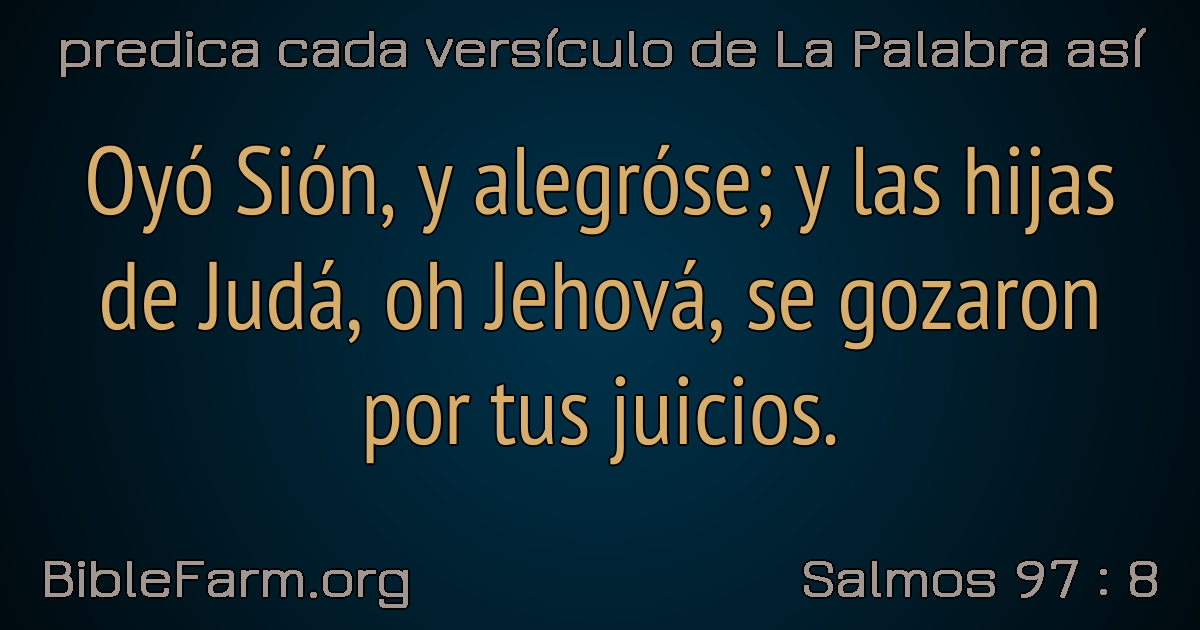 predica cada versículo de La Palabra así
Oyó Sión, y alegróse; y las hijas
de Judá, oh Jehová, se gozaron
por tus juicios.
BibleFarm.org
Salmos 97 : 8